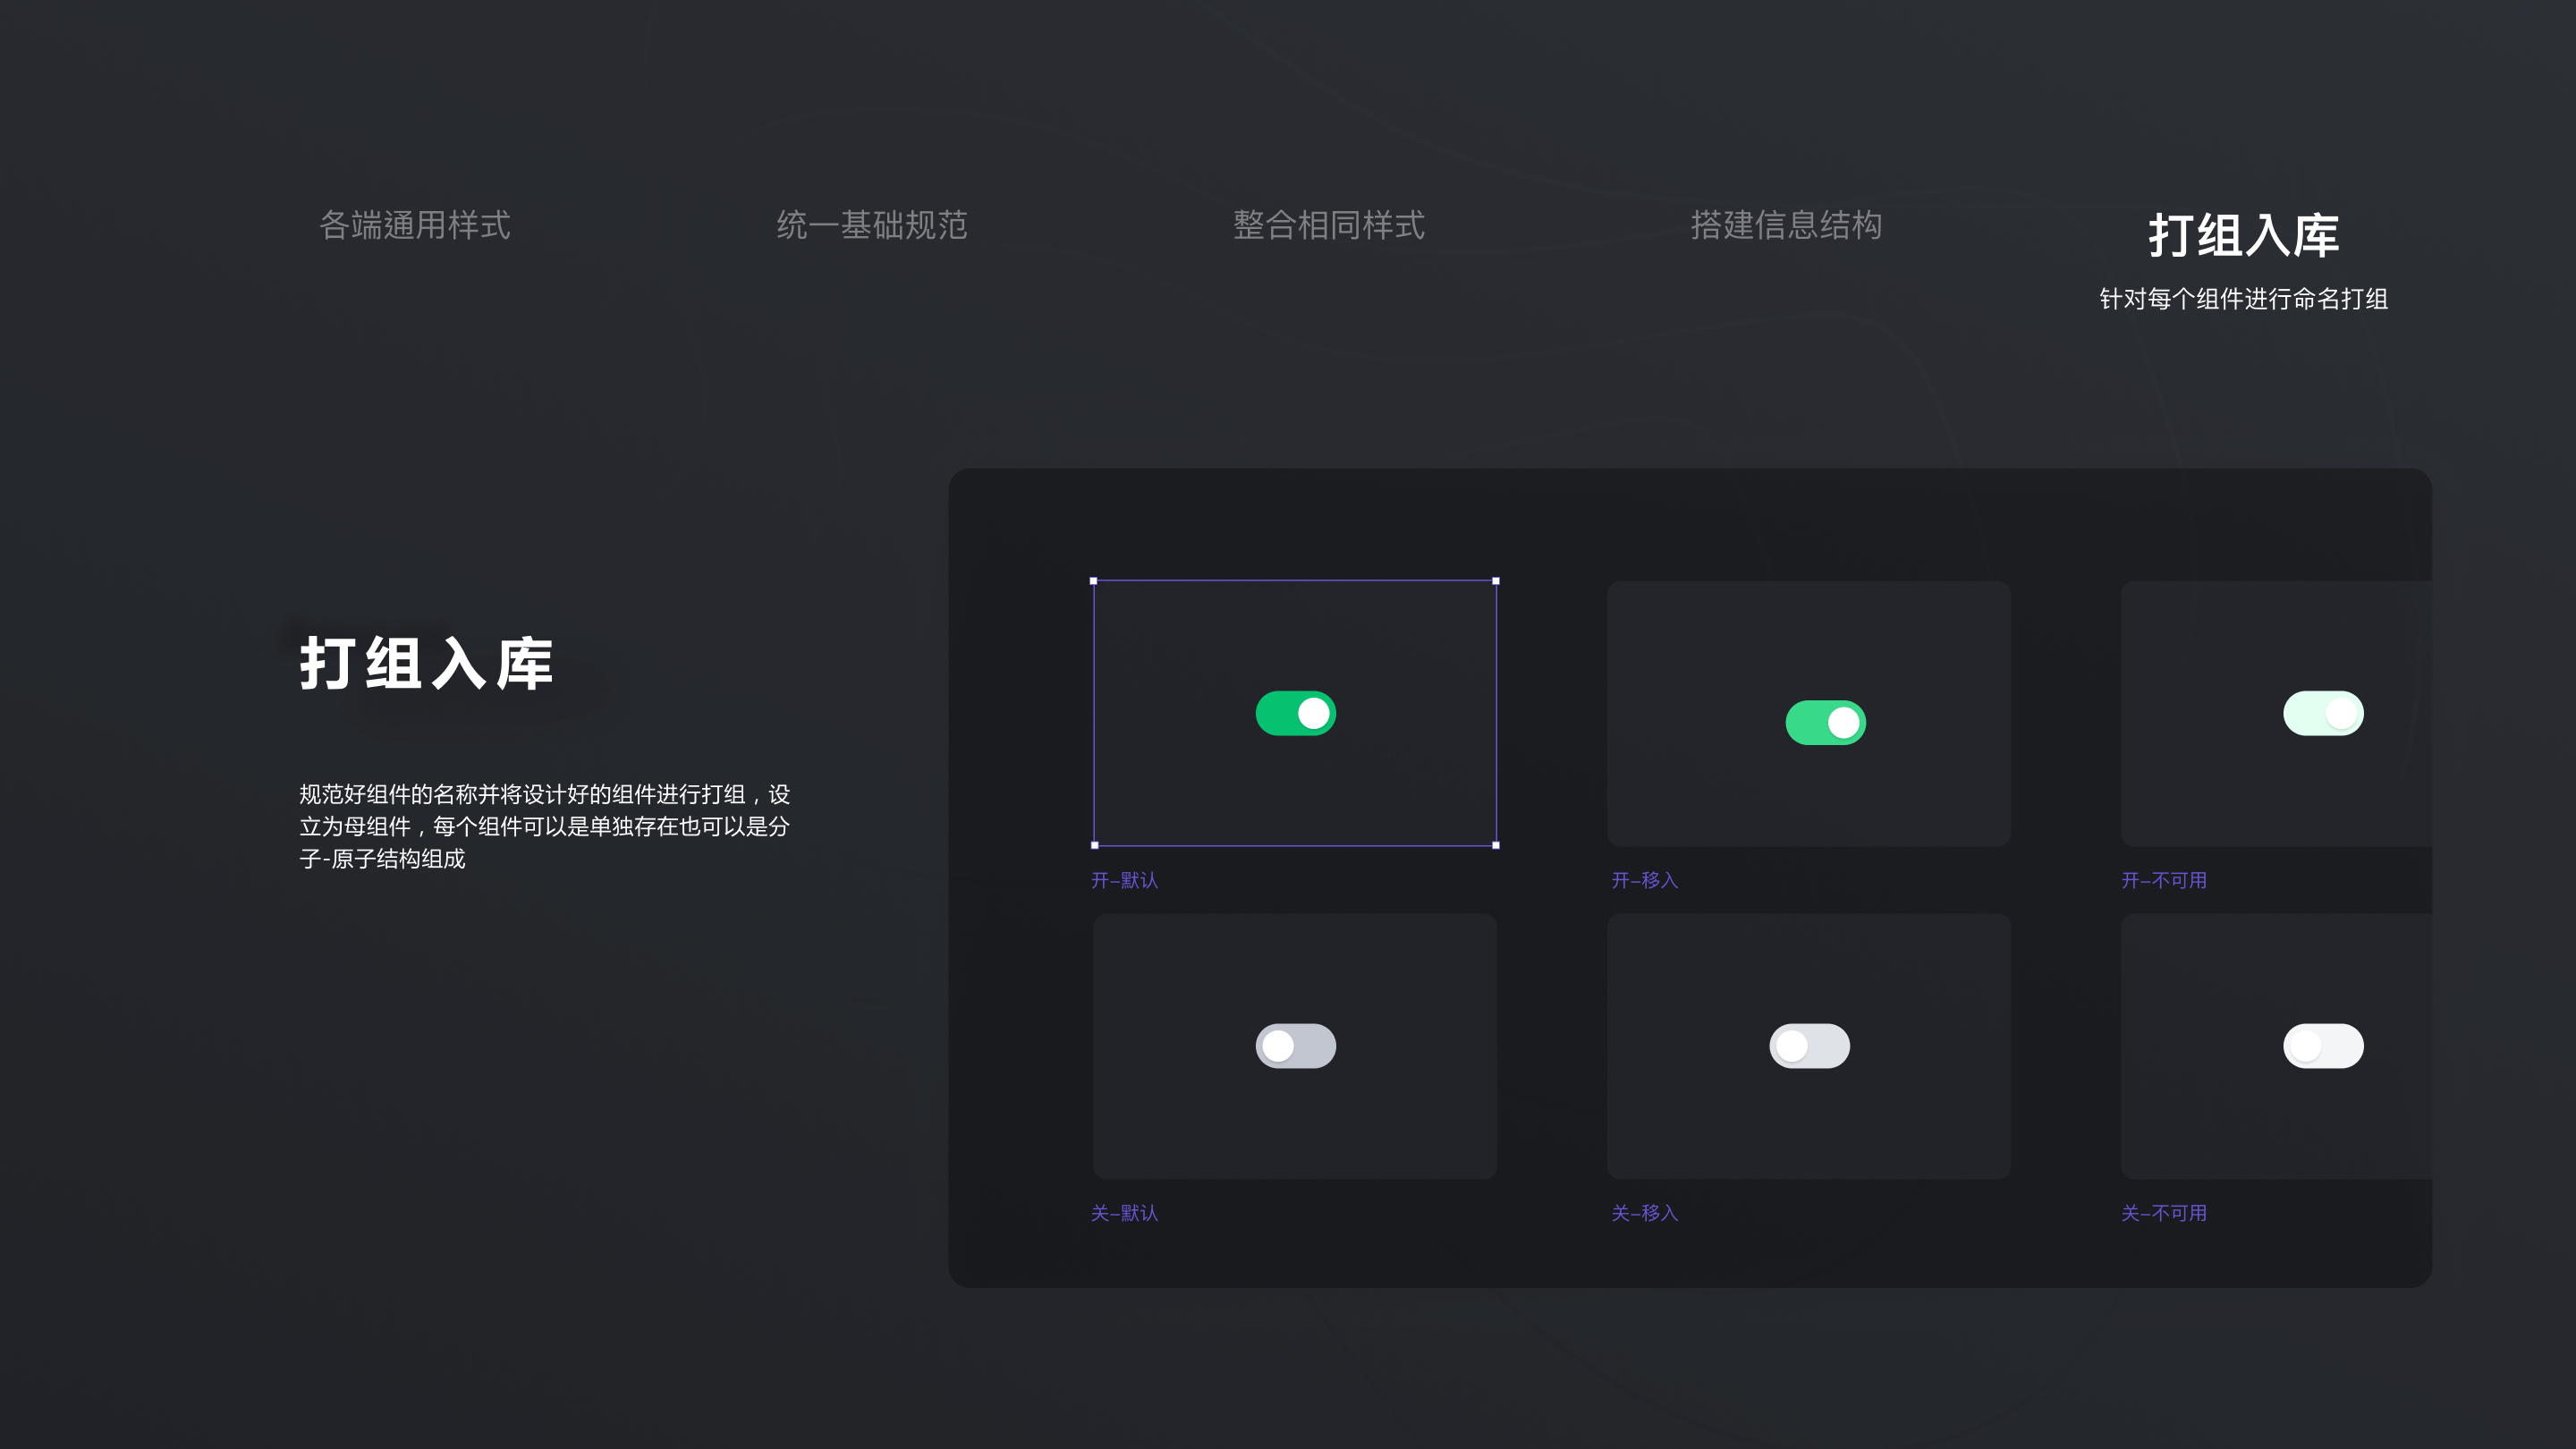 各端通用样式
统一基础规范
整合相同样式
搭建信息结构
打组入库
针对每个组件进行命名打组
打组入库
规范好组件的名称并将设计好的组件进行打组，设
立为母组件，每个组件可以是单独存在也可以是分
子-原子结构组成
开–默认
开–移入
开–不可用
关–默认
关–移入
关–不可用